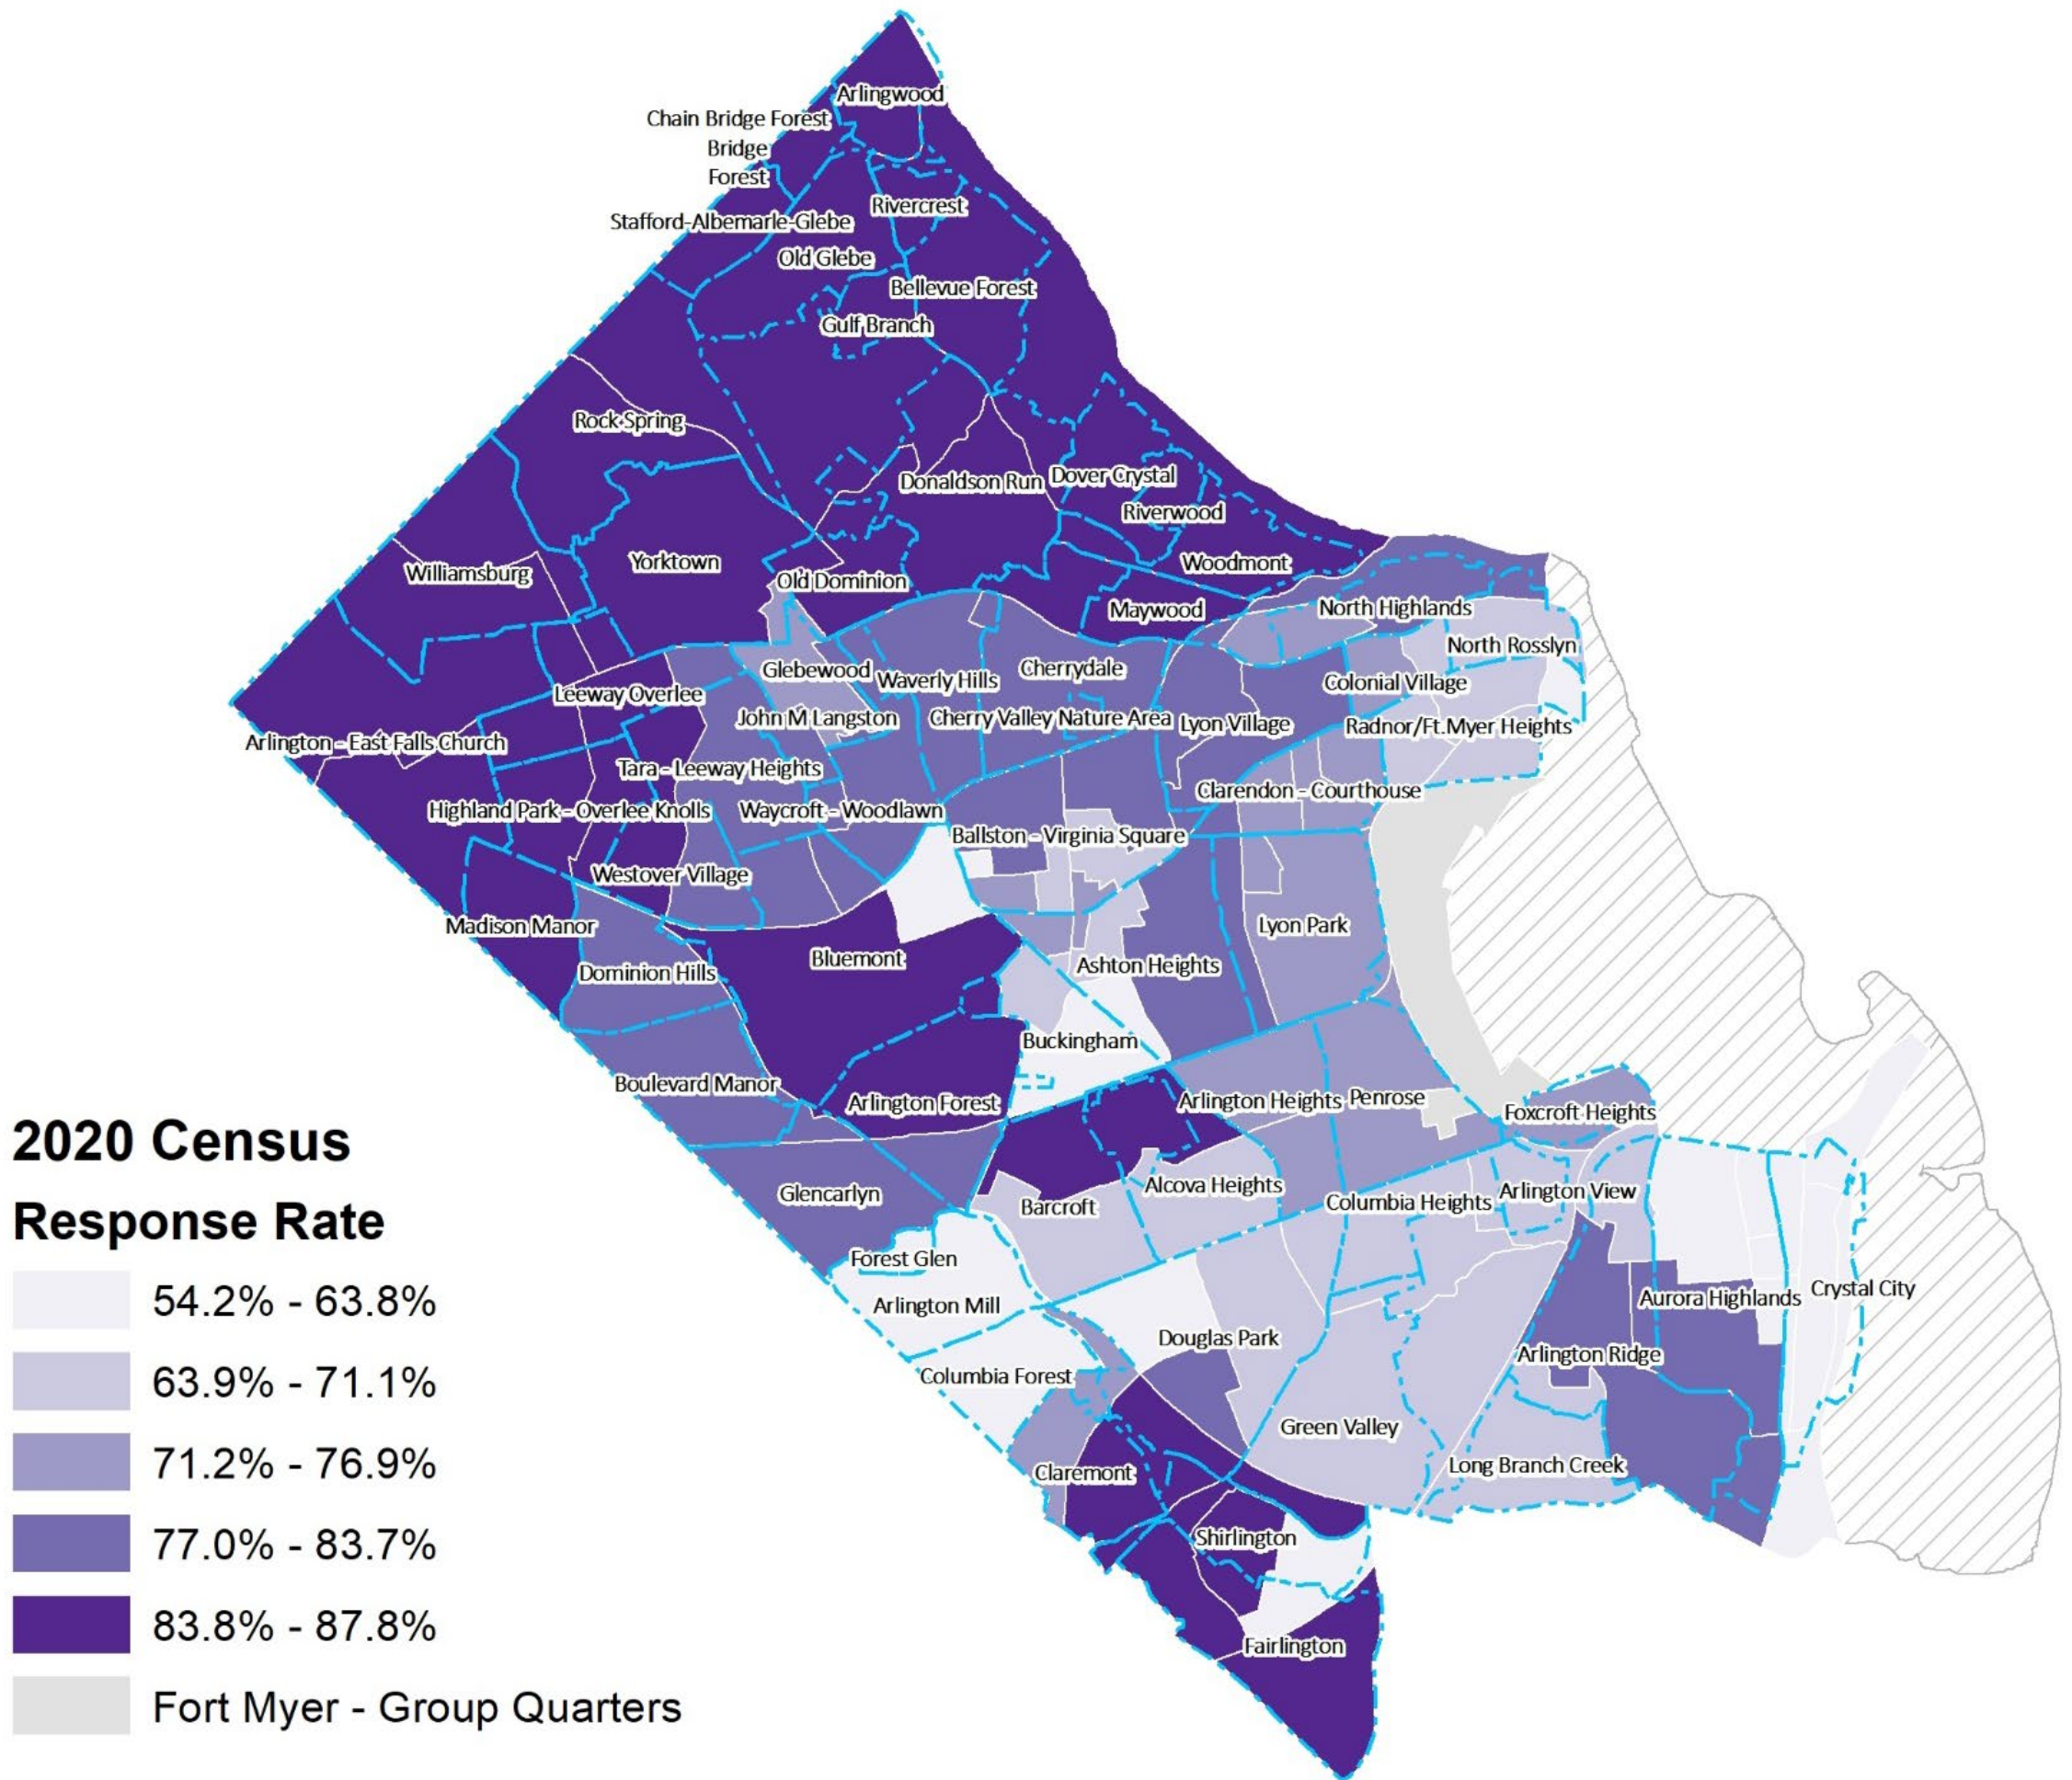 Arlingwood
Chain Bridge Forest
Bridge
Forest
Rivercrest
Stafford-Albemarle-Glebe
Old Glebe
Bellevue Forest
Gulf Branch
Rock Spring
Donaldson Run
Dover Crystal
Riverwood
Williamsburg
Yorktown
Woodmont
Old Dominion
Maywood
North Highlands
North Rosslyn
Glebewood
Waverly Hills
Cherrydale
Colonial Village
Leeway Overlee
John M Langston
Cherry Valley Nature Area
Lyon Village
Radnor/Ft.Myer Heights
Arlington - East Falls Church
Tara - Leeway Heights
Clarendon - Courthouse
Highland Park - Overlee Knolls
Waycroft - Woodlawn
Ballston - Virginia Square
Westover Village
Madison Manor
Lyon Park
Bluemont
Dominion Hills
Ashton Heights
Buckingham
Boulevard Manor
Arlington Forest
Arlington Heights
Penrose
Foxcroft Heights
Glencarlyn
Barcroft
Alcova Heights
Columbia Heights
Arlington View
Forest Glen
Arlington Mill
Aurora Highlands
Crystal City
Douglas Park
Arlington Ridge
Columbia Forest
Green Valley
Claremont
Long Branch Creek
Shirlington
Fairlington
2020 Census
Response Rate
54.2% - 63.8%
63.9% - 71.1%
71.2% - 76.9%
77.0% - 83.7%
83.8% - 87.8%
Fort Myer - Group Quarters